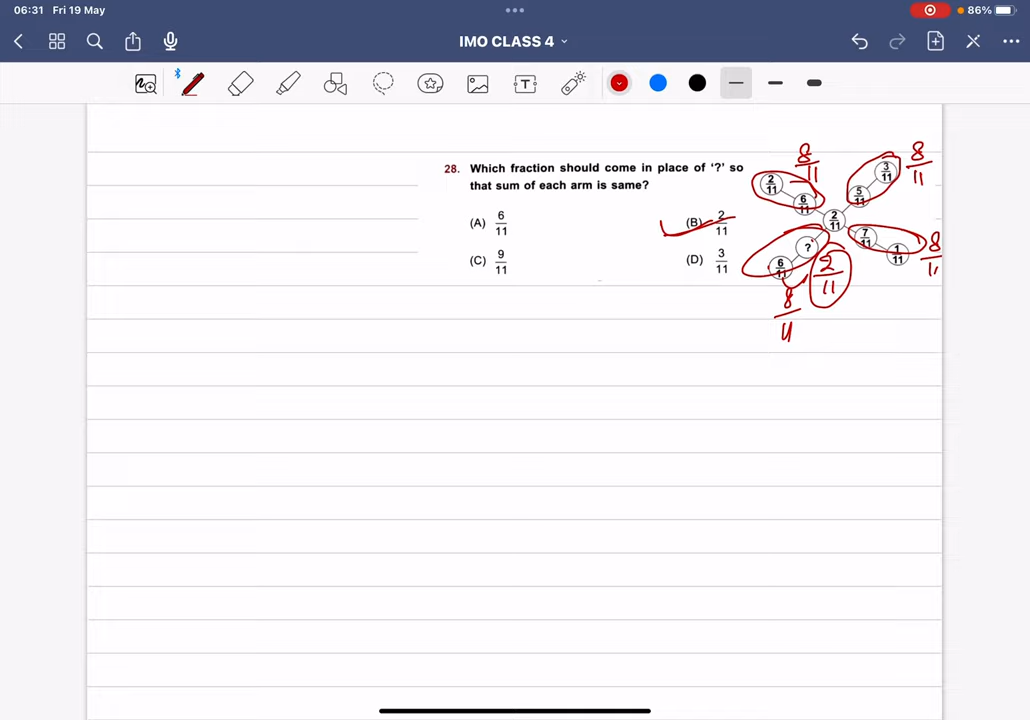 06:31 Fri 19 May
86%
IMO CLASS 4
28. Which fraction should come in place of '?' so
that sum of each arm is same?
(A) 6/11
(B) 2/11
(C) 9/11
(D) 3/11
2/11
6/11
3/11
5/11
2/11
7/11
1/11
?
6/11
8/11
8/11
8/11
2/11
8/11
T